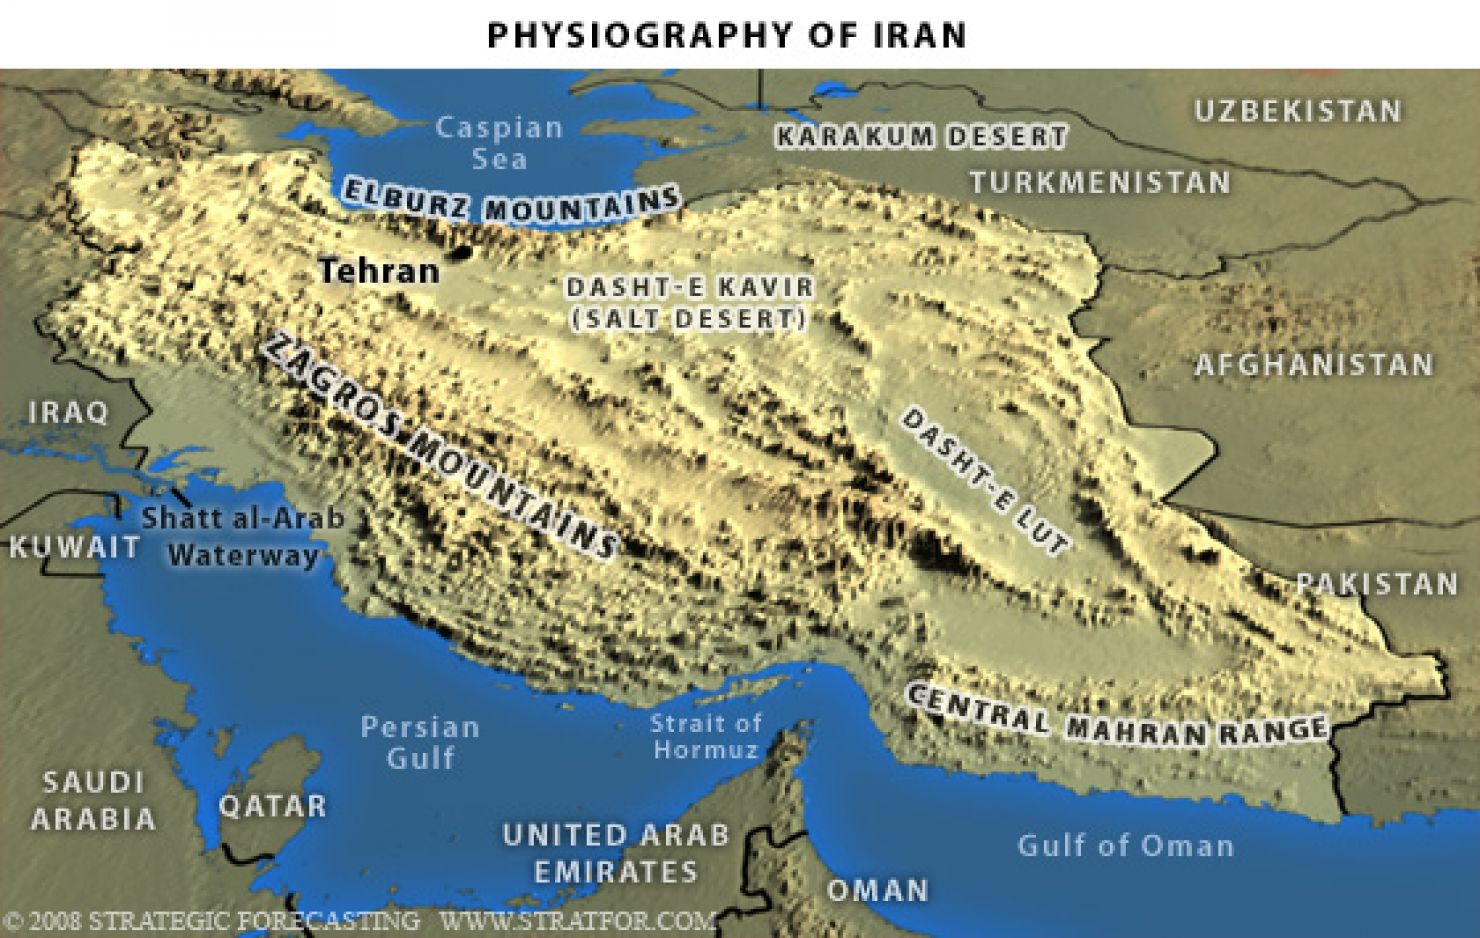 PHYSIOGRAPHY OF IRAN
UZBEKISTAN
Caspian
Sea
KARAKUM DESERT
TURKMENISTAN
ELBURZ MOUNTAINS
Tehran
DASHT-E KAVIR
(SALT DESERT)
ZAGROS MOUNTAINS
AFGHANISTAN
IRAQ
DASHT-E LUT
Shatt al-Arab
Waterway
KUWAIT
PAKISTAN
CENTRAL MAHRAN RANGE
Persian
Gulf
Strait of
Hormuz
SAUDI
ARABIA
QATAR
UNITED ARAB
EMIRATES
Gulf of Oman
OMAN
© 2008 STRATEGIC FORECASTING WWW.STRATFOR.COM